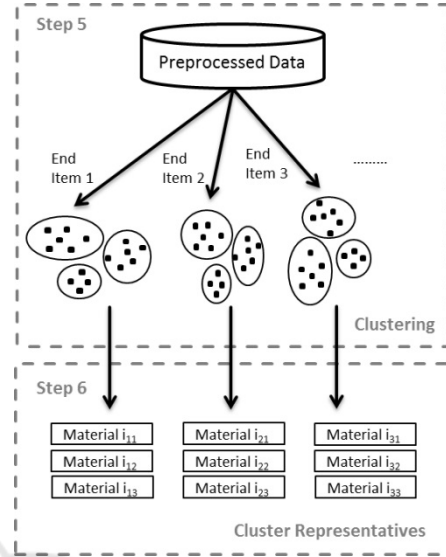 Step 5
Preprocessed Data
End
Item 1
End
Item 2
End
Item 3
.........
Clustering
Step 6
Material i11
Material i21
Material i31
Material i12
Material i22
Material i32
Material i13
Material i23
Material i33
Cluster Representatives